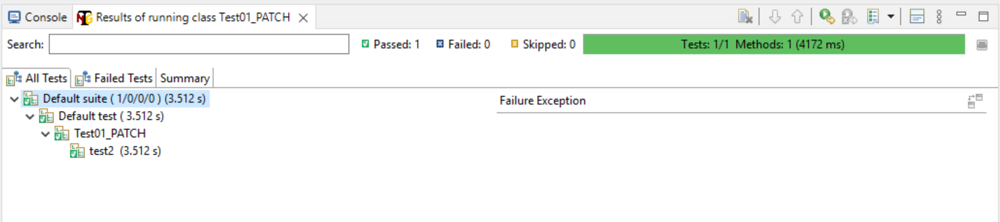 Console Results of running class Test01_PATCH
Search: Passed: 1 Failed: 0 Skipped: 0 Tests: 1/1 Methods: 1 (4172 ms)
All Tests Failed Tests Summary
Default suite ( 1/0/0/0 ) (3.512 s) Failure Exception
Default test ( 3.512 s)
Test01_PATCH
test2 (3.512 s)